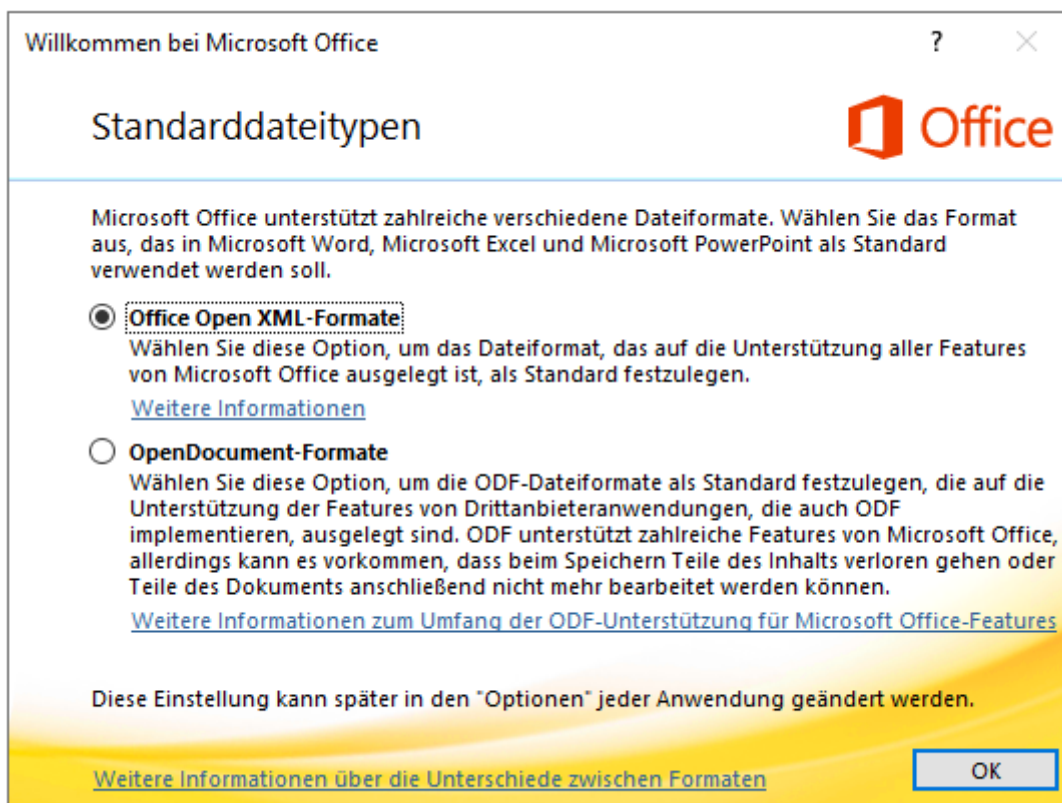 Willkommen bei Microsoft Office
?
Standarddateitypen
Office
Microsoft Office unterstützt zahlreiche verschiedene Dateiformate. Wählen Sie das Format
aus, das in Microsoft Word, Microsoft Excel und Microsoft PowerPoint als Standard
verwendet werden soll.
Office Open XML-Formate
Wählen Sie diese Option, um das Dateiformat, das auf die Unterstützung aller Features
von Microsoft Office ausgelegt ist, als Standard festzulegen.
Weitere Informationen
OpenDocument-Formate
Wählen Sie diese Option, um die ODF-Dateiformate als Standard festzulegen, die auf die
Unterstützung der Features von Drittanbieteranwendungen, die auch ODF
implementieren, ausgelegt sind. ODF unterstützt zahlreiche Features von Microsoft Office,
allerdings kann es vorkommen, dass beim Speichern Teile des Inhalts verloren gehen oder
Teile des Dokuments anschließend nicht mehr bearbeitet werden können.
Weitere Informationen zum Umfang der ODF-Unterstützung für Microsoft Office-Features
Diese Einstellung kann später in den "Optionen" jeder Anwendung geändert werden.
Weitere Informationen über die Unterschiede zwischen Formaten
OK